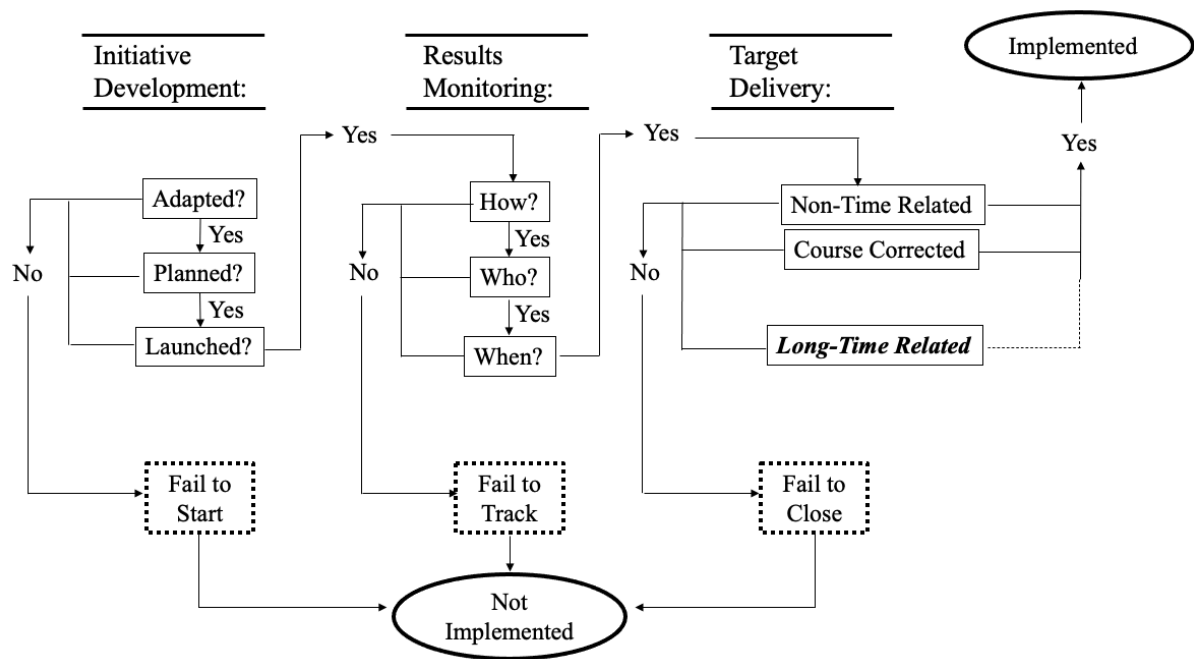 Initiative
Development:
Results
Monitoring:
Target
Delivery:
Implemented
Yes
Yes
Yes
Adapted?
Yes
Planned?
Yes
Launched?
No
How?
Yes
Who?
Yes
When?
No
Non-Time Related
Course Corrected
Long-Time Related
No
Fail to
Start
Fail to
Track
Fail to
Close
Not
Implemented